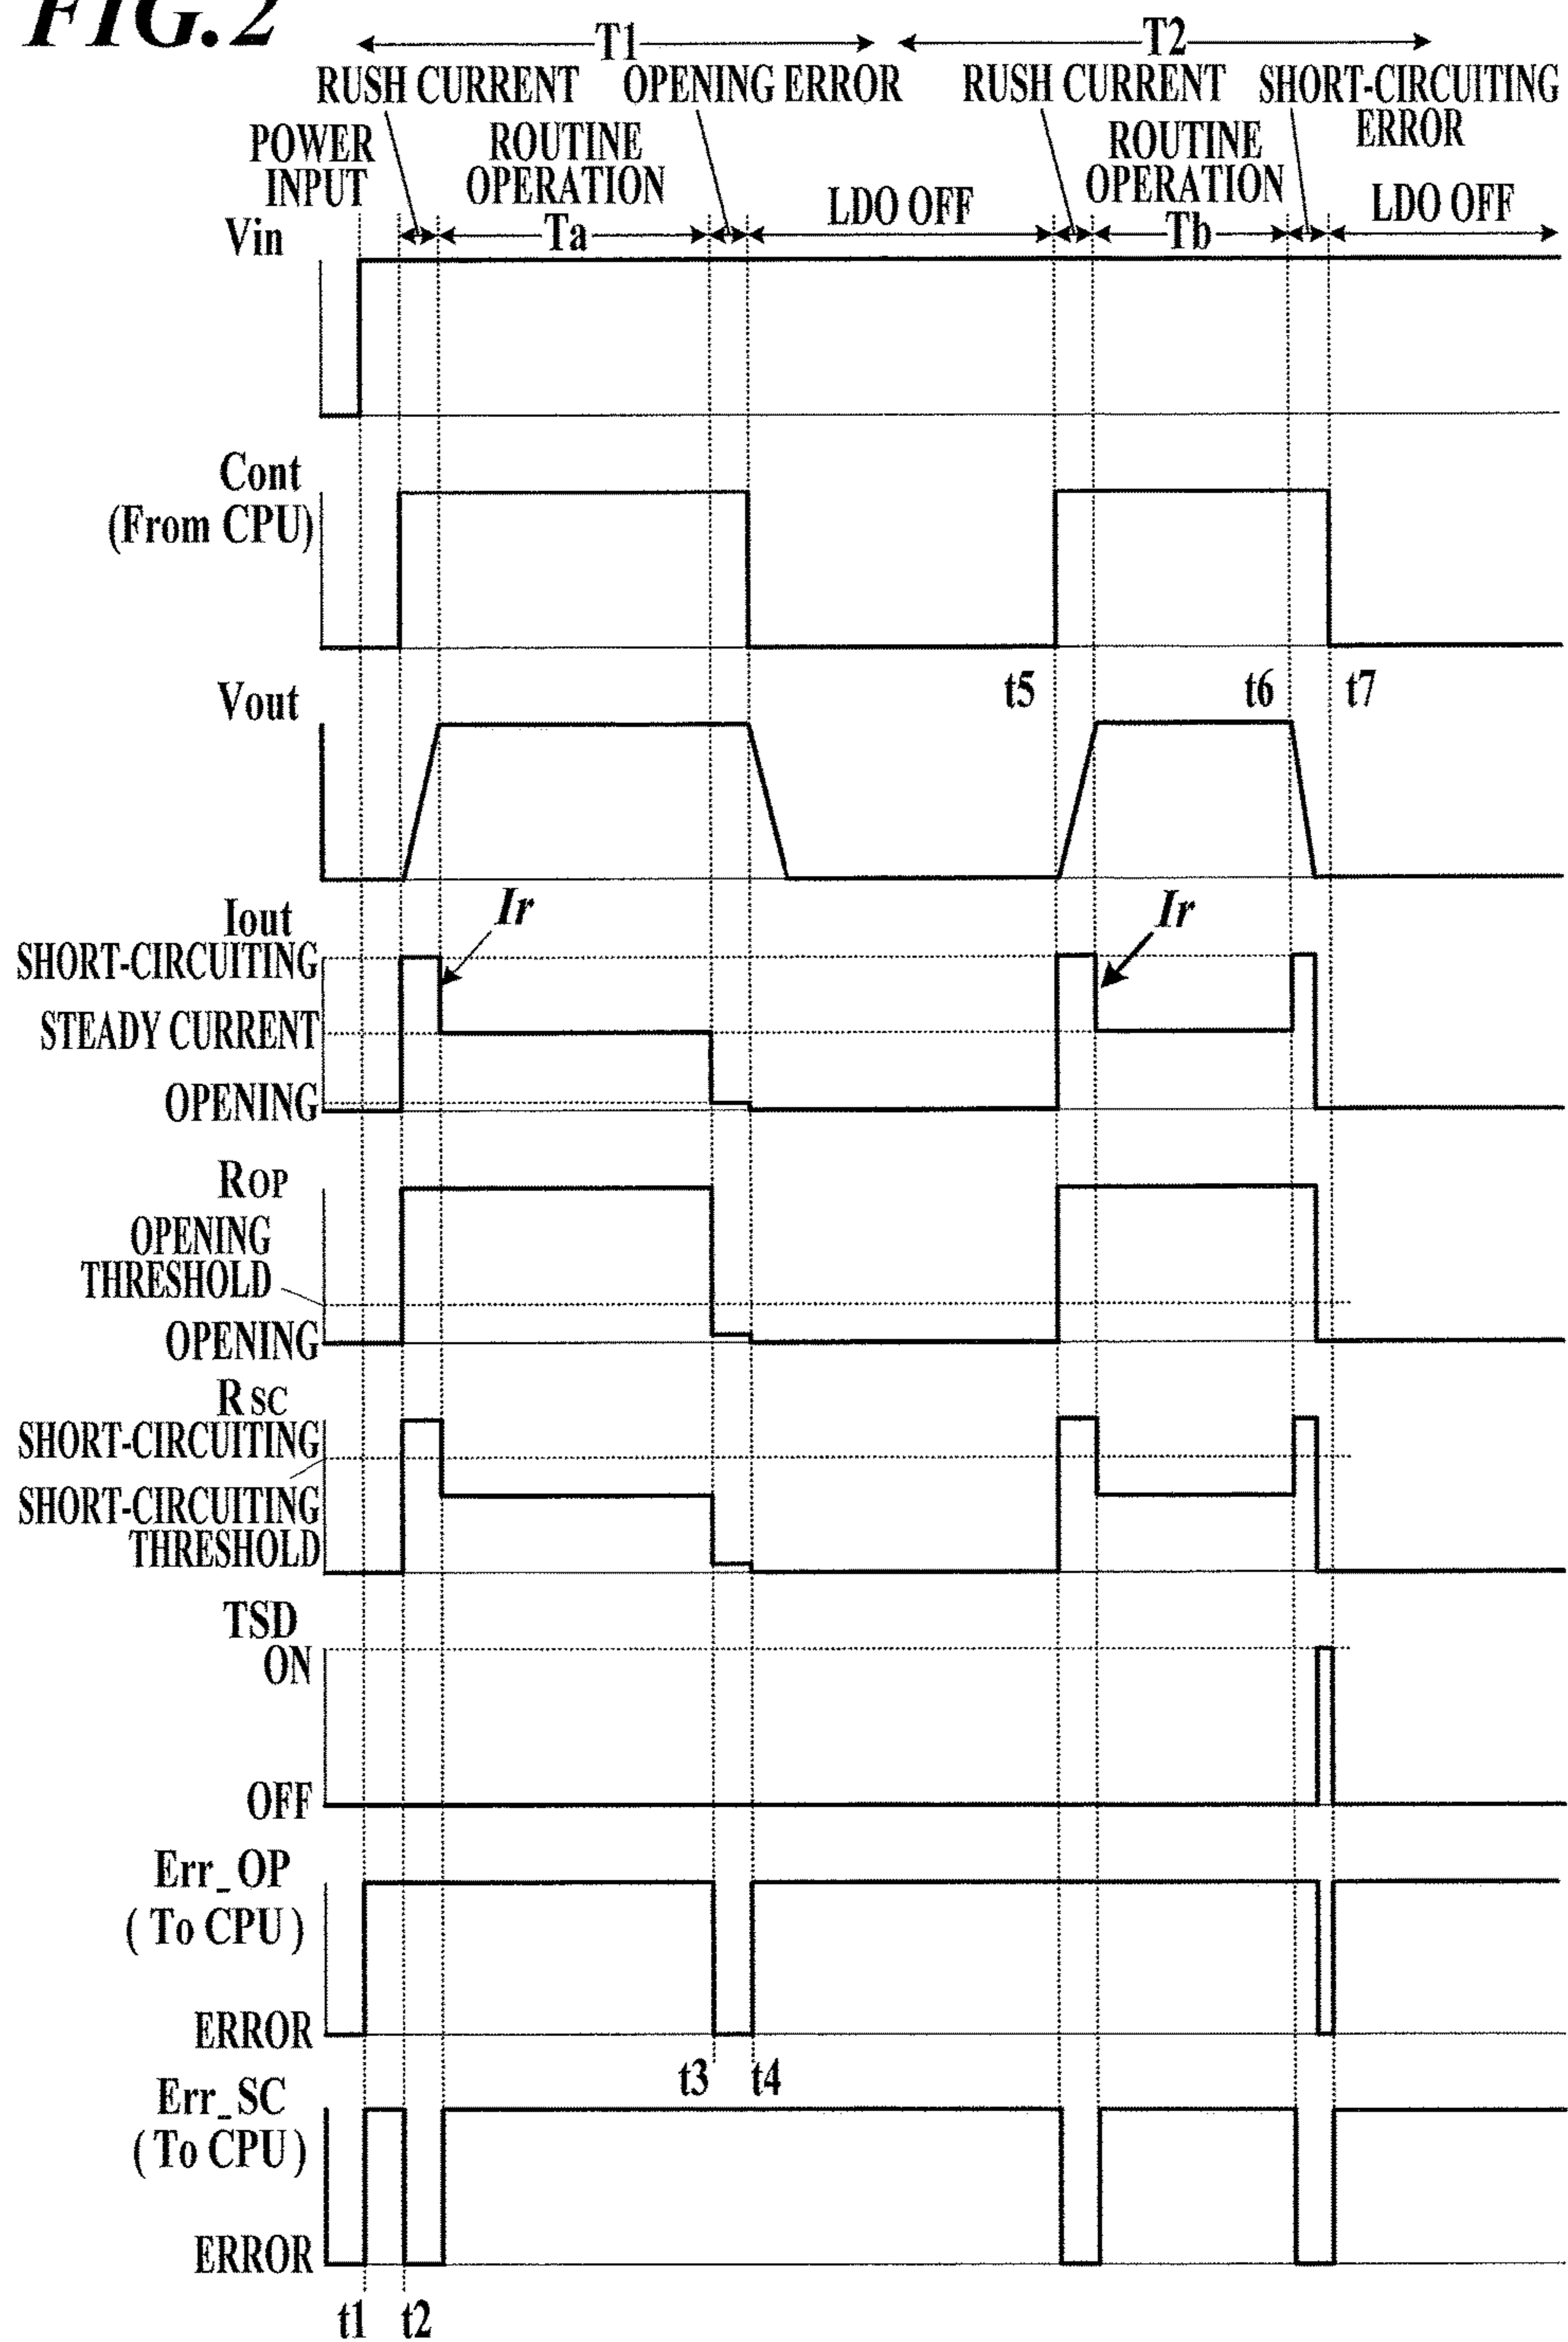 FIG.2
T1 T2
RUSH CURRENT OPENING ERROR RUSH CURRENT SHORT-CIRCUITING
ERROR
POWER
INPUT
ROUTINE
OPERATION
LDO OFF
ROUTINE
OPERATION
LDO OFF
Ta
Tb
Vin
Cont
(From CPU)
t5 t6 t7
Vout
Iout
Ir
Ir
SHORT-CIRCUITING
STEADY CURRENT
OPENING
ROP
OPENING
THRESHOLD
OPENING
RSC
SHORT-CIRCUITING
SHORT-CIRCUITING
THRESHOLD
TSD
ON
OFF
Err_OP
( To CPU )
ERROR
t3 t4
Err_SC
( To CPU )
ERROR
t1 t2